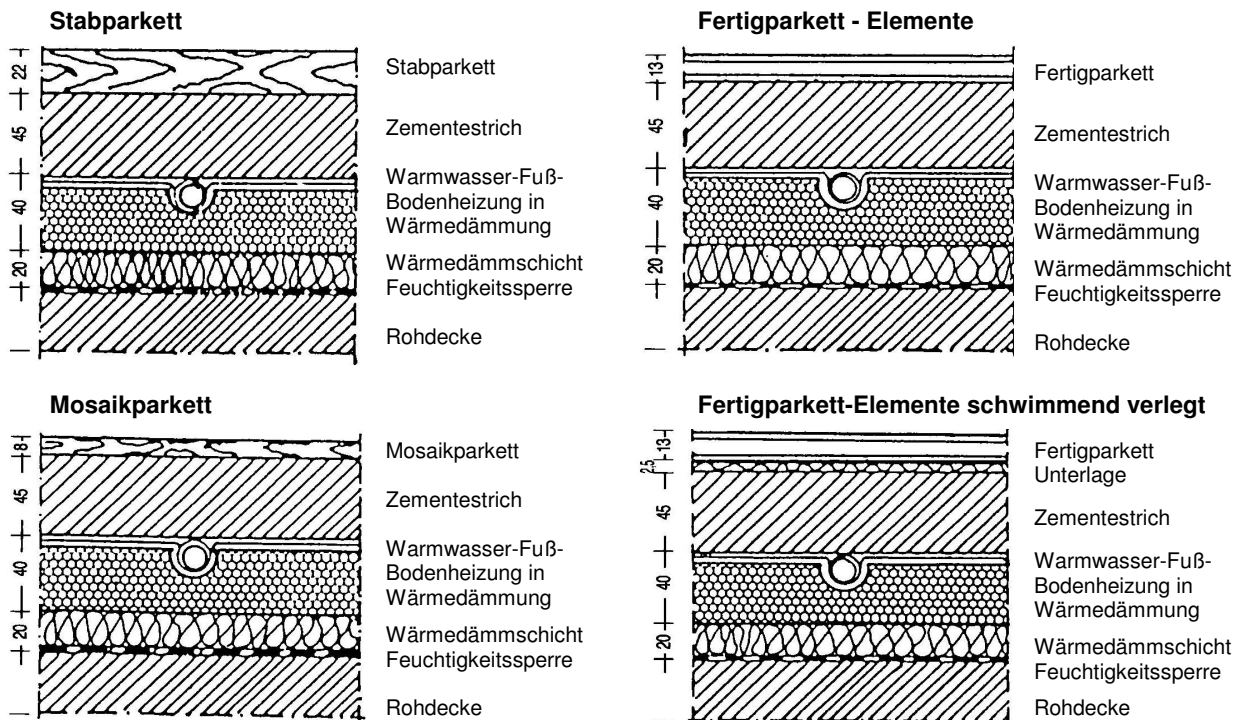 Stabparkett
22
45
40
20
Stabparkett
Zementestrich
Warmwasser-Fuß-
Bodenheizung in
Wärmedämmung
Wärmedämmschicht
Feuchtigkeitssperre
Rohdecke
Fertigparkett - Elemente
13
45
40
20
Fertigparkett
Zementestrich
Warmwasser-Fuß-
Bodenheizung in
Wärmedämmung
Wärmedämmschicht
Feuchtigkeitssperre
Rohdecke
Mosaikparkett
8
45
40
20
Mosaikparkett
Zementestrich
Warmwasser-Fuß-
Bodenheizung in
Wärmedämmung
Wärmedämmschicht
Feuchtigkeitssperre
Rohdecke
Fertigparkett-Elemente schwimmend verlegt
13
2,5
45
40
20
Fertigparkett
Unterlage
Zementestrich
Warmwasser-Fuß-
Bodenheizung in
Wärmedämmung
Wärmedämmschicht
Feuchtigkeitssperre
Rohdecke